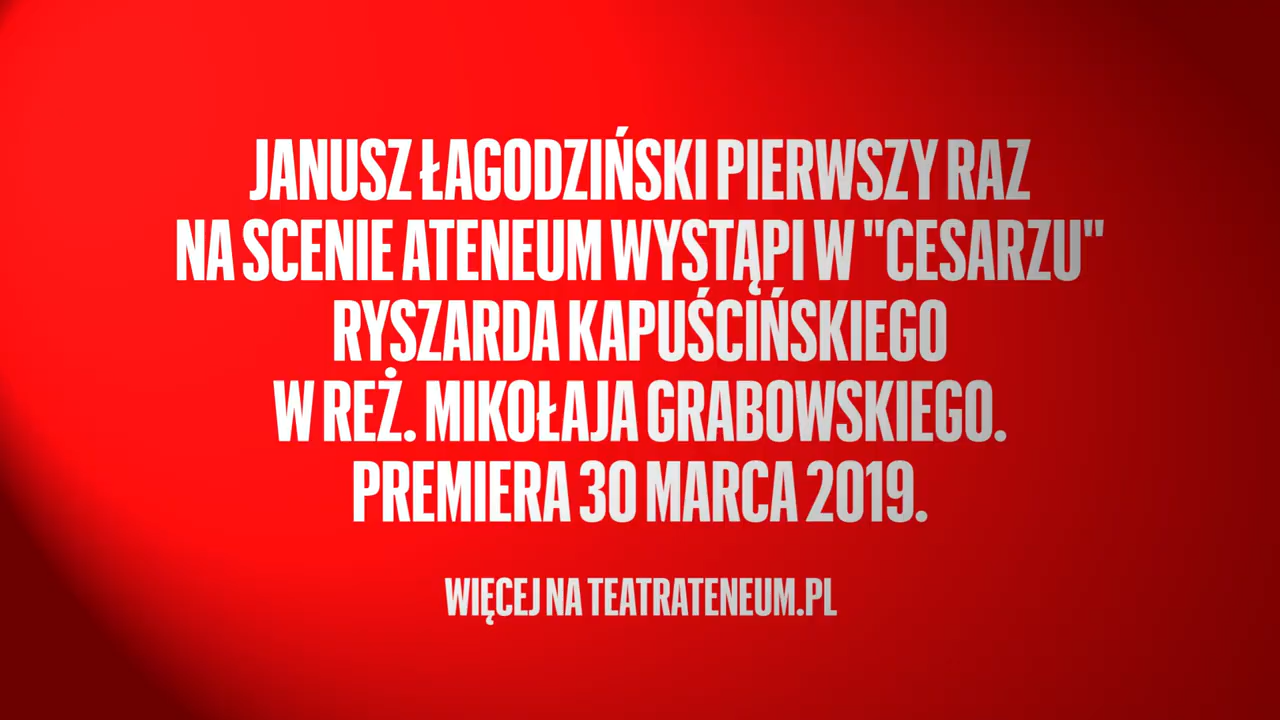 JANUSZ ŁAGODZIŃSKI PIERWSZY RAZ
NA SCENIE ATENEUM WYSTĄPI W "CESARZU"
RYSZARDA KAPUŚCIŃSKIEGO
W REŻ. MIKOŁAJA GRABOWSKIEGO.
PREMIERA 30 MARCA 2019.
WIĘCEJ NA TEATRATENEUM.PL